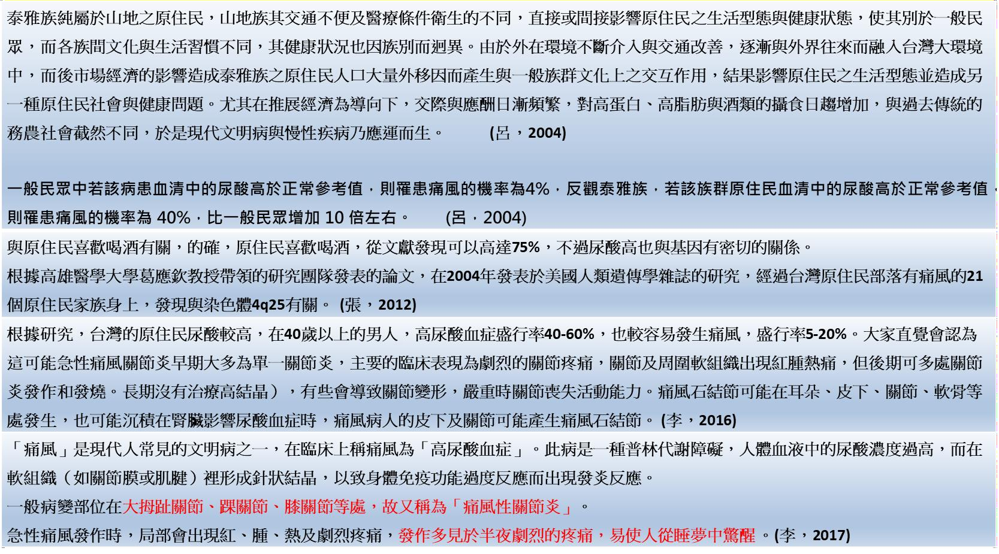 泰雅族純屬於山地之原住民，山地族其交通不便及醫療條件衛生的不同，直接或間接影響原住民之生活型態與健康狀態，使其別於一般民
眾，而各族間文化與生活習慣不同，其健康狀況也因族別而迥異。由於外在環境不斷介入與交通改善，逐漸與外界往來而融入台灣大環境
中，而後市場經濟的影響造成泰雅族之原住民人口大量外移因而產生與一般族群文化上之交互作用，結果影響原住民之生活型態並造成另
一種原住民社會與健康問題。尤其在推展經濟為導向下，交際與應酬日漸頻繁，對高蛋白、高脂肪與酒類的攝食日趨增加，與過去傳統的
務農社會截然不同，於是現代文明病與慢性疾病乃應運而生。 (呂，2004)
一般民眾中若該病患血清中的尿酸高於正常參考值，則罹患痛風的機率為4%，反觀泰雅族，若該族群原住民血清中的尿酸高於正常參考值，
則罹患痛風的機率為 40%，比一般民眾增加 10 倍左右。 (呂，2004)
與原住民喜歡喝酒有關，的確，原住民喜歡喝酒，從文獻發現可以高達75%，不過尿酸高也與基因有密切的關係。
根據高雄醫學大學葛應欽教授帶領的研究團隊發表的論文，在2004年發表於美國人類遺傳學雜誌的研究，經過台灣原住民部落有痛風的21
個原住民家族身上，發現與染色體4q25有關。 (張，2012)
根據研究，台灣的原住民尿酸較高，在40歲以上的男人，高尿酸血症盛行率40-60%，也較容易發生痛風，盛行率5-20%。大家直覺會認為
這可能急性痛風關節炎早期大多為單一關節炎，主要的臨床表現為劇烈的關節疼痛，關節及周圍軟組織出現紅腫熱痛，但後期可多處關節
炎發作和發燒。長期沒有治療高結晶），有些會導致關節變形，嚴重時關節喪失活動能力。痛風石結節可能在耳朵、皮下、關節、軟骨等
處發生，也可能沉積在腎臟影響尿酸血症時，痛風病人的皮下及關節可能產生痛風石結節。 (李，2016)
「痛風」是現代人常見的文明病之一，在臨床上稱痛風為「高尿酸血症」。此病是一種普林代謝障礙，人體血液中的尿酸濃度過高，而在
軟組織（如關節膜或肌腱）裡形成針狀結晶，以致身體免疫功能過度反應而出現發炎反應。
一般病變部位在大拇趾關節、踝關節、膝關節等處，故又稱為「痛風性關節炎」。
急性痛風發作時，局部會出現紅、腫、熱及劇烈疼痛，發作多見於半夜劇烈的疼痛，易使人從睡夢中驚醒 。(李，2017)